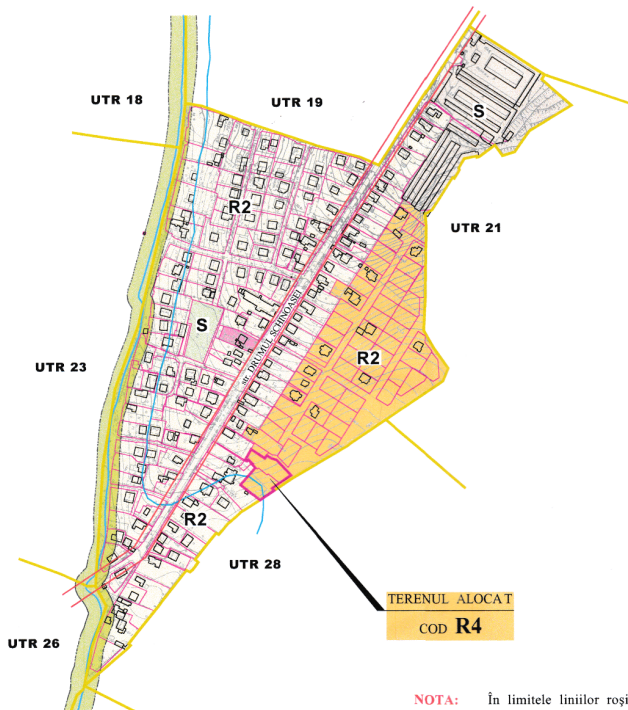 UTR 18
UTR 19
S
R2
UTR 21
S
str. DRUMUL SCHINOASEI
R2
UTR 23
R2
UTR 28
TERENUL ALOCAT
COD R4
UTR 26
NOTA: În limitele liniilor roşi